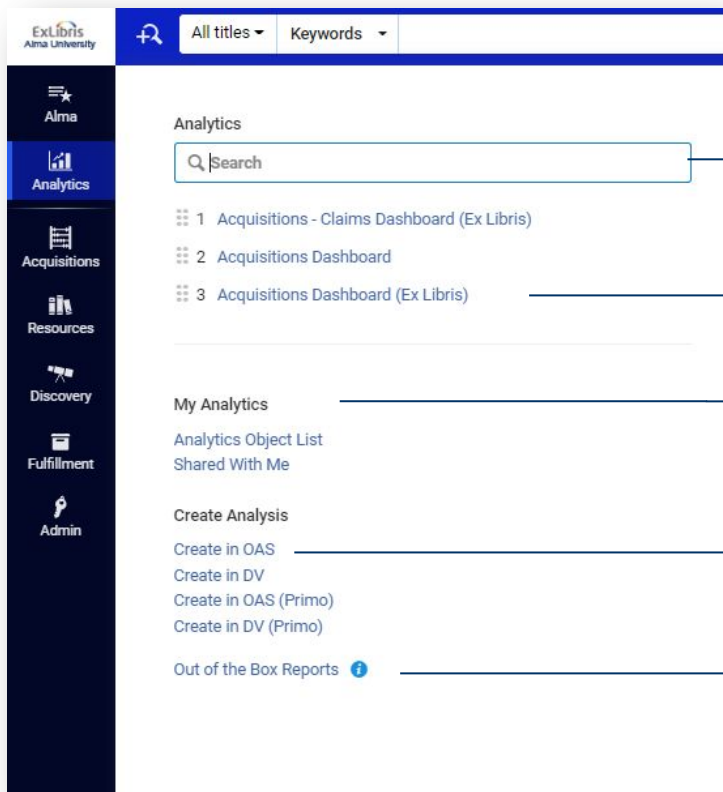 ExLibris
Alma University
All titles
Keywords
Alma
Analytics
Acquisitions
Resources
Discovery
Fulfillment
Admin
Analytics
Search
1 Acquisitions - Claims Dashboard (Ex Libris)
2 Acquisitions Dashboard
3 Acquisitions Dashboard (Ex Libris)
My Analytics
Analytics Object List
Shared With Me
Create Analysis
Create in OAS
Create in DV
Create in OAS (Primo)
Create in DV (Primo)
Out of the Box Reports